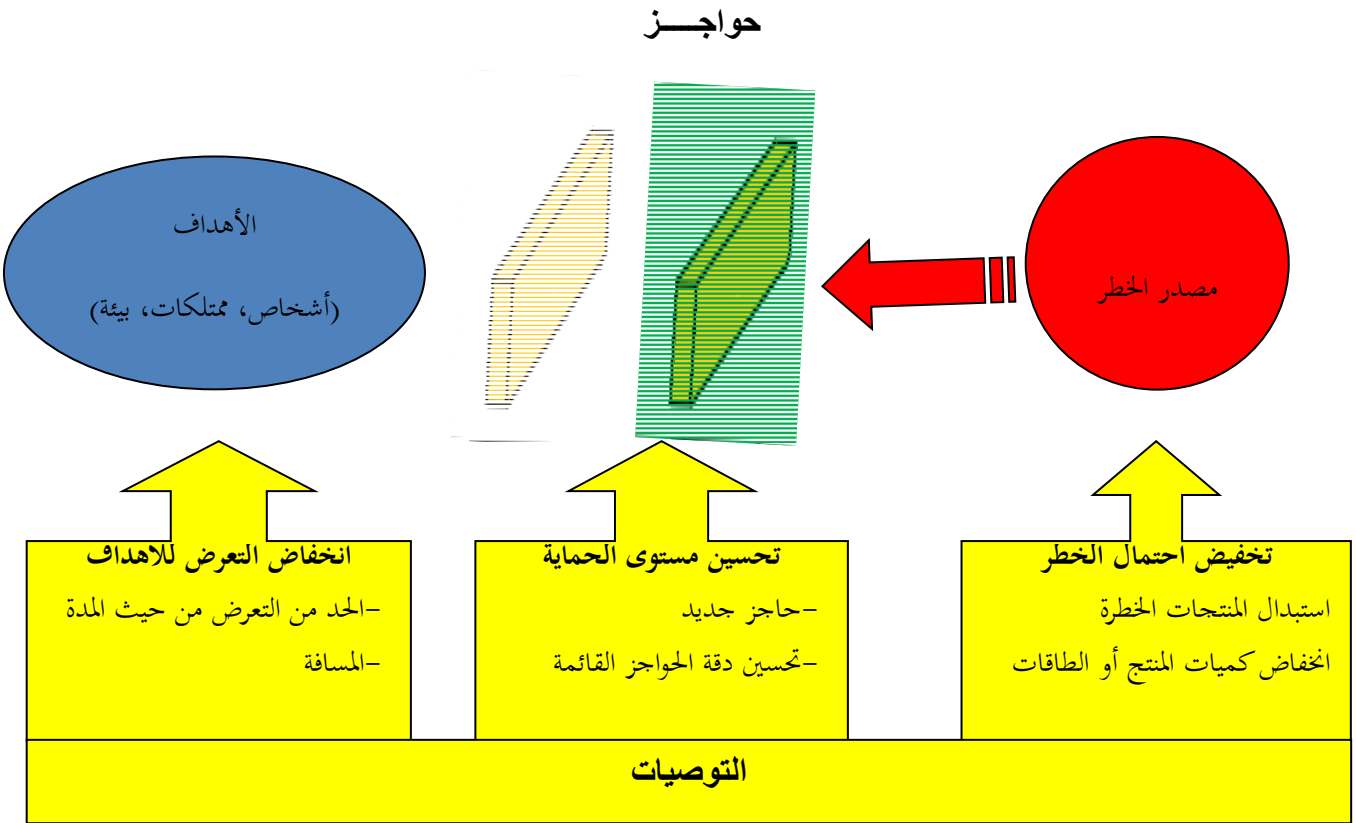 حواجـــــز
مصدر الخطر
الأهداف
(أشخاص، ممتلكات، بيئة)
تخفيض احتمال الخطر
استبدال المنتجات الخطرة
انخفاض كميات المنتج أو الطاقات
تحسين مستوى الحماية
-حاجز جديد
-تحسين دقة الحواجز القائمة
انخفاض التعرض للاهداف
-الحد من التعرض من حيث المدة
-المسافة
التوصيات